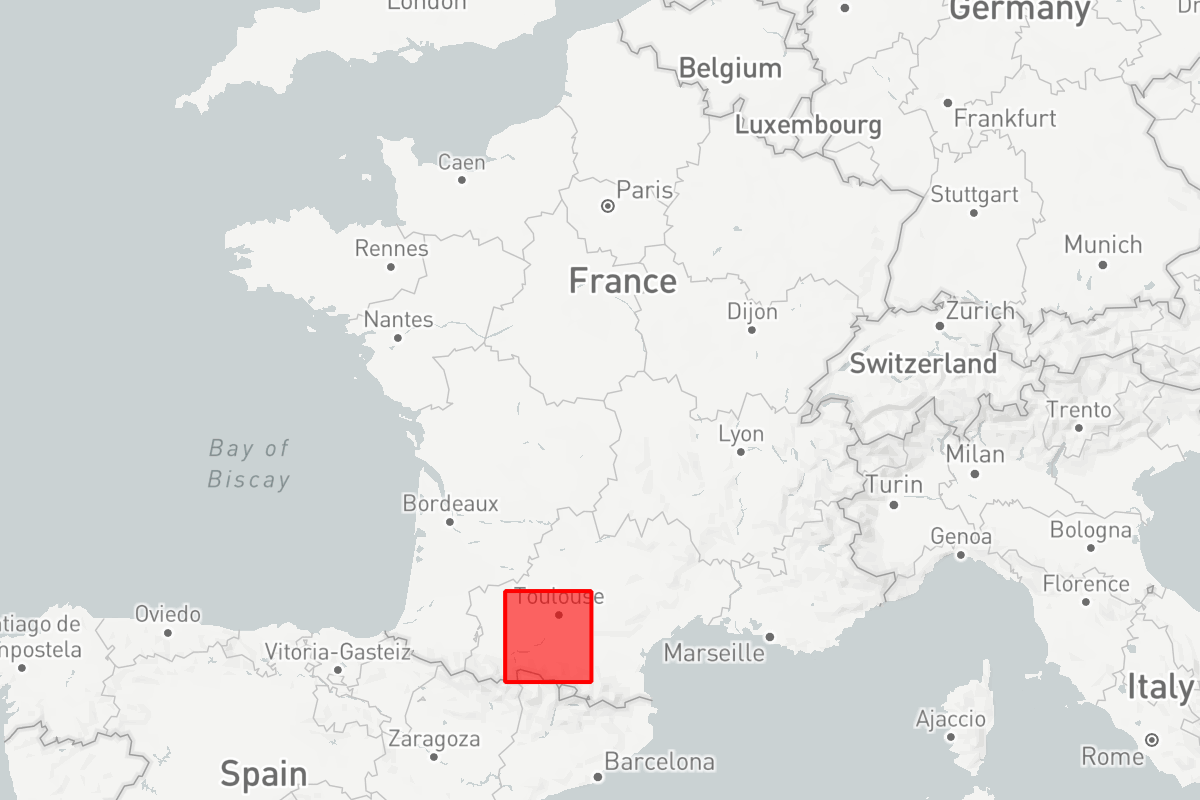 London
Germany
Dr
Belgium
Luxembourg
Frankfurt
Caen
Paris
Stuttgart
Rennes
Munich
France
Nantes
Dijon
Zurich
Switzerland
Trento
Bay of
Biscay
Lyon
Milan
Turin
Bordeaux
Genoa
Bologna
Toulouse
Florence
Oviedo
tiago de
mpostela
Vitoria-Gasteiz
Marseille
Italy
Ajaccio
Zaragoza
Rome
Barcelona
Spain